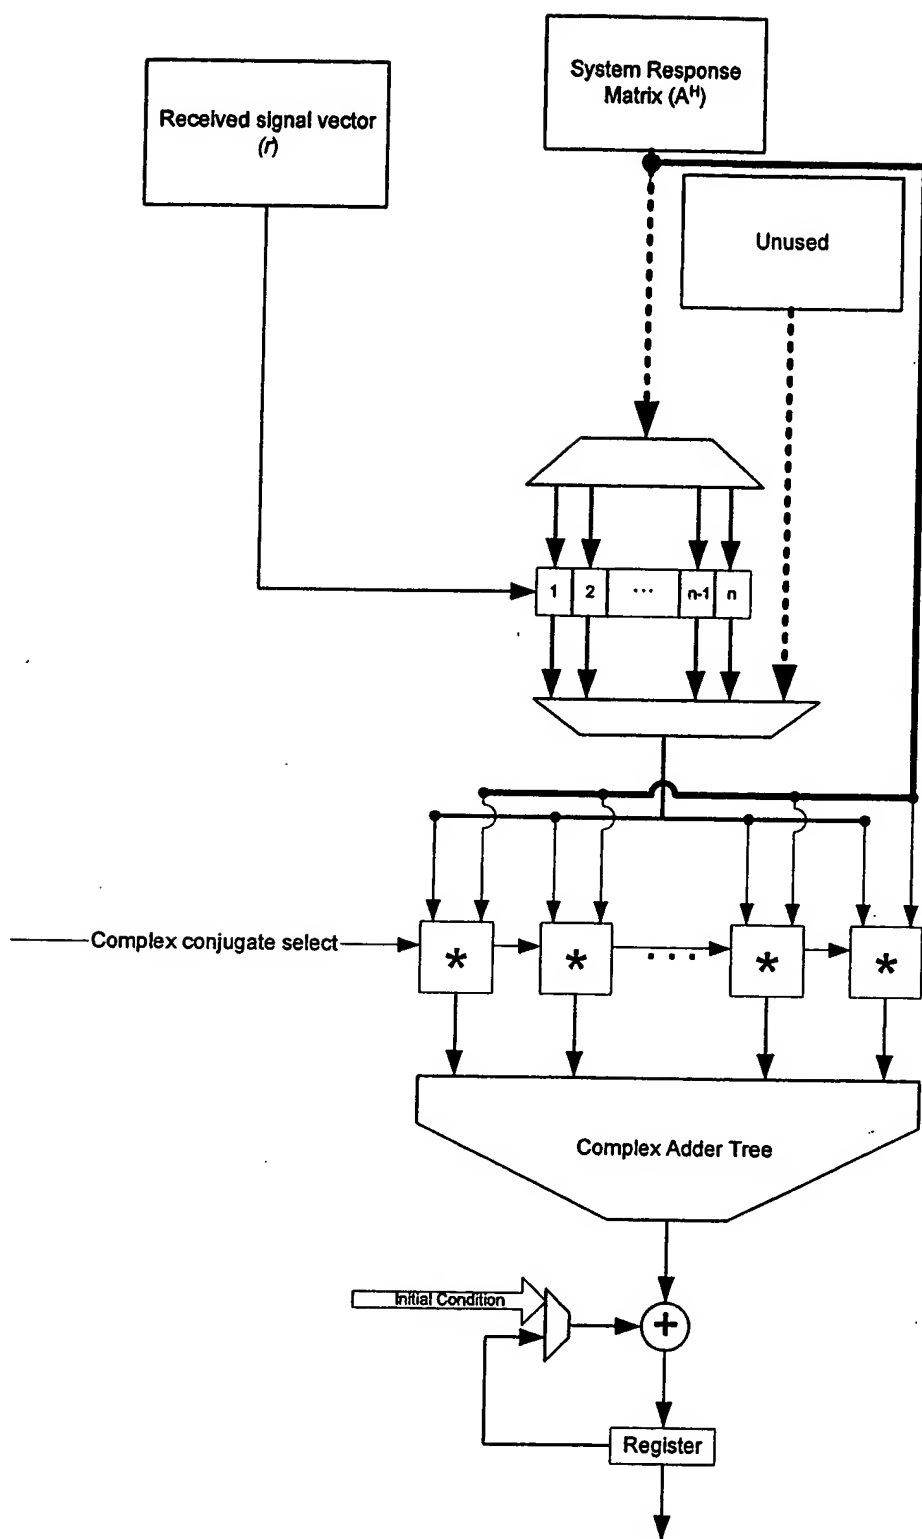 System Response
Matrix (Aᴴ)
Received signal vector
(r)
Unused
1 2 ··· n-1 n
Complex conjugate select
* * ··· * *
Complex Adder Tree
Initial Condition
+
Register